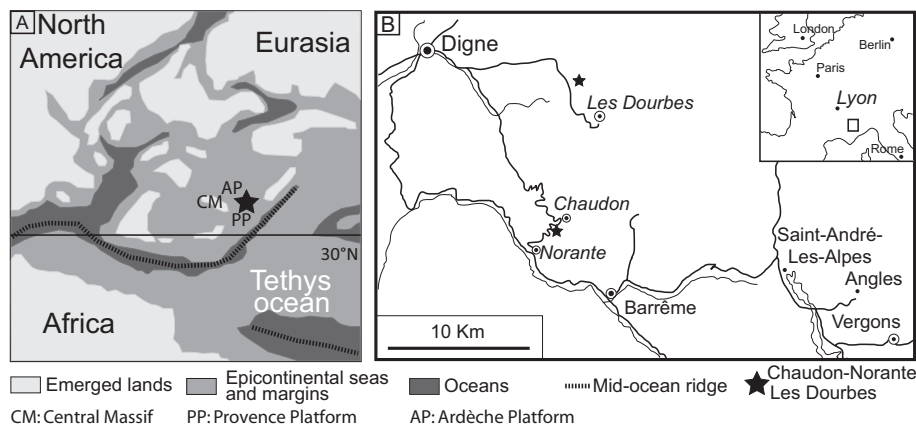 A
North
America
Eurasia
AP
CM
PP
30°N
Tethys
ocean
Africa
B
Digne
Les Dourbes
Chaudon
Norante
Barrême
Saint-André-
Les-Alpes
Angles
Vergons
10 Km
London
Berlin
Paris
Lyon
Rome
Emerged lands
Epicontinental seas
and margins
Oceans
Mid-ocean ridge
Chaudon-Norante
Les Dourbes
CM: Central Massif
PP: Provence Platform
AP: Ardèche Platform